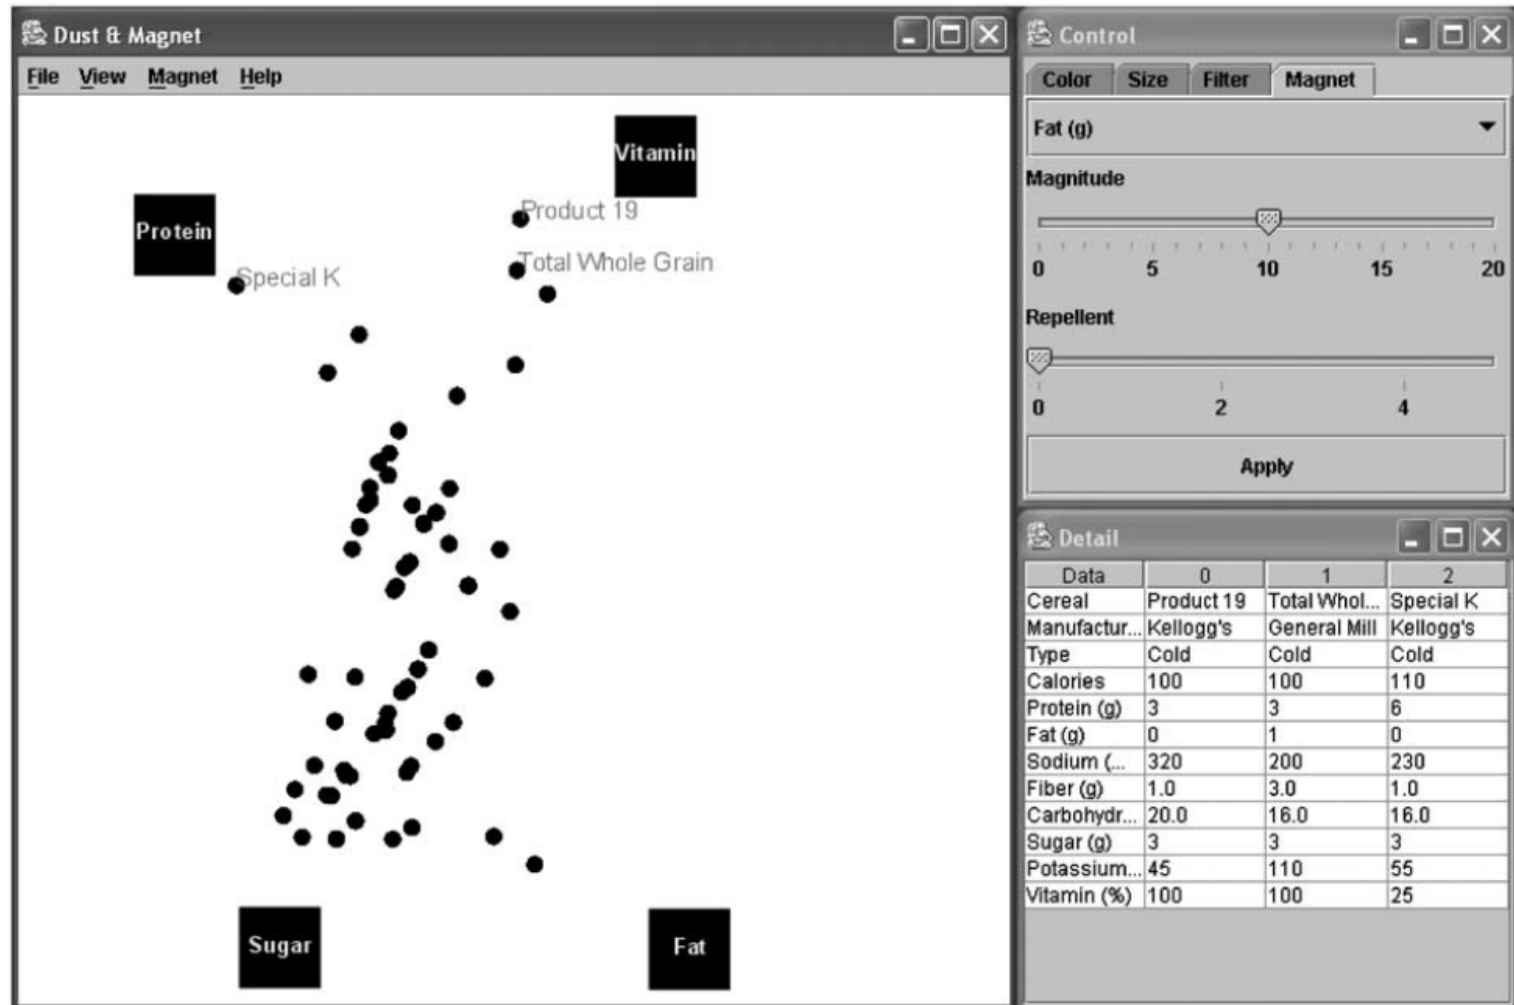 Dust & Magnet
File View Magnet Help
Vitamin
Product 19
Protein
Total Whole Grain
Special K
Sugar
Fat
Control
Color Size Filter Magnet
Fat (g)
Magnitude
0 5 10 15 20
Repellent
0 2 4
Apply
Detail
Data 0 1 2
Cereal Product 19 Total Whol... Special K
Manufactur... Kellogg's General Mill Kellogg's
Type Cold Cold Cold
Calories 100 100 110
Protein (g) 3 3 6
Fat (g) 0 1 0
Sodium (... 320 200 230
Fiber (g) 1.0 3.0 1.0
Carbohydr... 20.0 16.0 16.0
Sugar (g) 3 3 3
Potassium... 45 110 55
Vitamin (%) 100 100 25